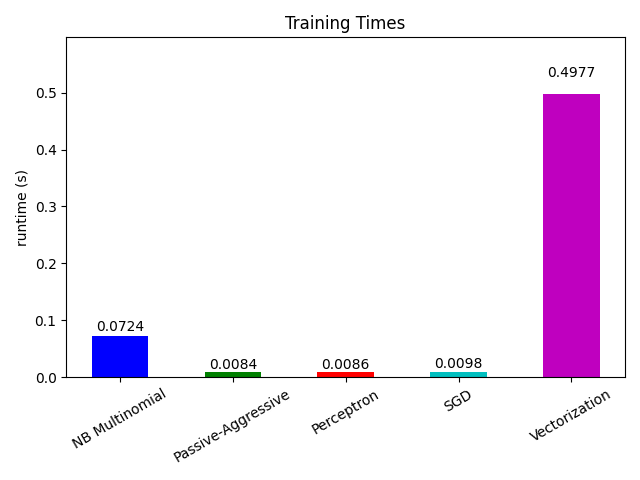 Training Times
0.4977
0.5
0.4
0.3
runtime (s)
0.2
0.1
0.0724
0.0084
0.0086
0.0098
0.0
NB Multinomial
Passive-Aggressive
Perceptron
SGD
Vectorization